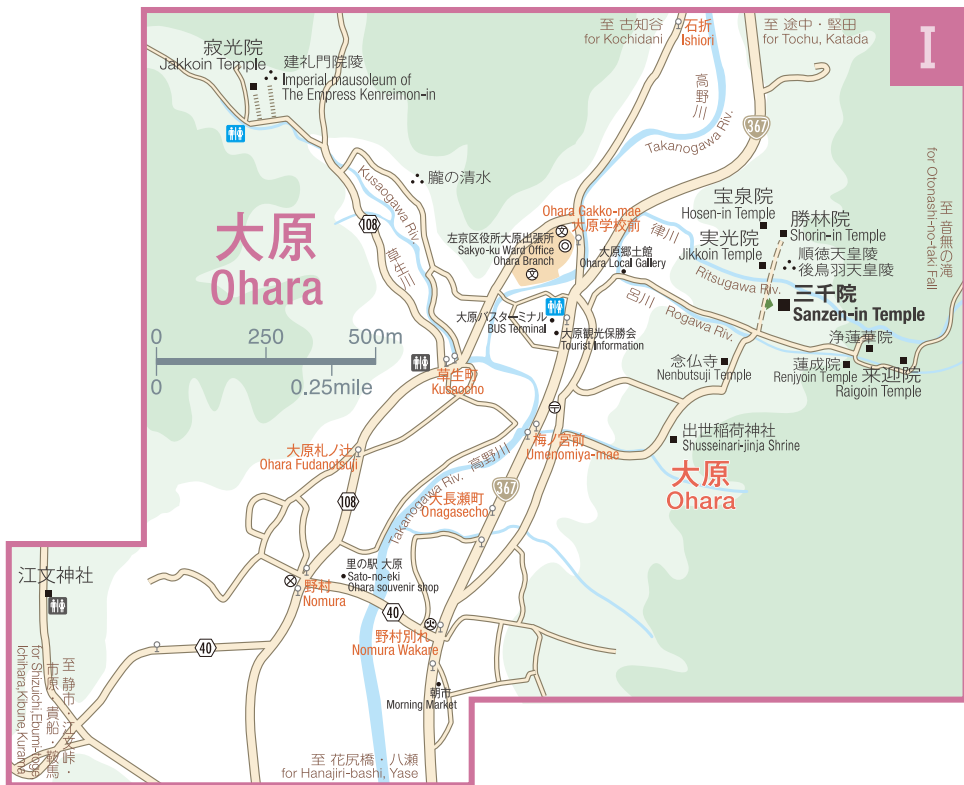 I
至 古知谷
for Kochidani
石折
Ishiori
至 途中・堅田
for Tochu, Katada
寂光院
Jakkoin Temple
建礼門院陵
Imperial mausoleum of
The Empress Kenreimon-in
高野川
Takanogawa Riv.
367
朧の清水
Kusaogawa Riv.
草生川
108
大原
Ohara
Ohara Gakko-mae
大原学校前
左京区役所大原出張所
Sakyo-ku Ward Office
Ohara Branch
文
文
大原郷土館
Ohara Local Gallery
律川
Ritsugawa Riv.
呂川
Rogawa Riv.
宝泉院
Hosen-in Temple
勝林院
Shorin-in Temple
実光院
Jikkoin Temple
順徳天皇陵
後鳥羽天皇陵
三千院
Sanzen-in Temple
至 音無の滝
for Otonashi-no-taki Fall
浄蓮華院
蓮成院
Renjyoin Temple
来迎院
Raigoin Temple
念仏寺
Nenbutsuji Temple
0 250 500m
0 0.25mile
大原バスターミナル
BUS Terminal
大原観光保勝会
Tourist Information
草生町
Kusaocho
出世稲荷神社
Shusseinari-jinja Shrine
大原
Ohara
梅ノ宮前
Umenomiya-mae
大原札ノ辻
Ohara Fudanotsuji
108
高野川
Takanogawa Riv.
大長瀬町
Onagasecho
367
里の駅 大原
Sato-no-eki
Ohara souvenir shop
野村
Nomura
40
40
野村別れ
Nomura Wakare
朝市
Morning Market
江文神社
至 静市・江文峠・
市原・貴船・鞍馬
for Shizuichi,Ebumi-toge
Ichihara,Kibune,Kurama
至 花尻橋・八瀬
for Hanajiri-bashi, Yase